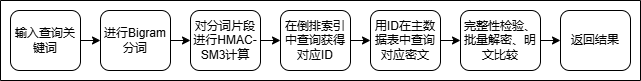 输入查询关
键词
进行Bigram
分词
对分词片段
进行HMAC-
SM3计算
在倒排索引
中查询获得
对应ID
用ID在主数
据表中查询
对应密文
完整性检验、
批量解密、明
文比较
返回结果